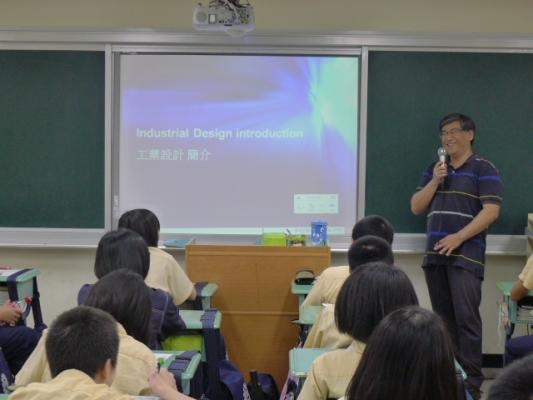 Industrial Design introduction
工業設計 簡介